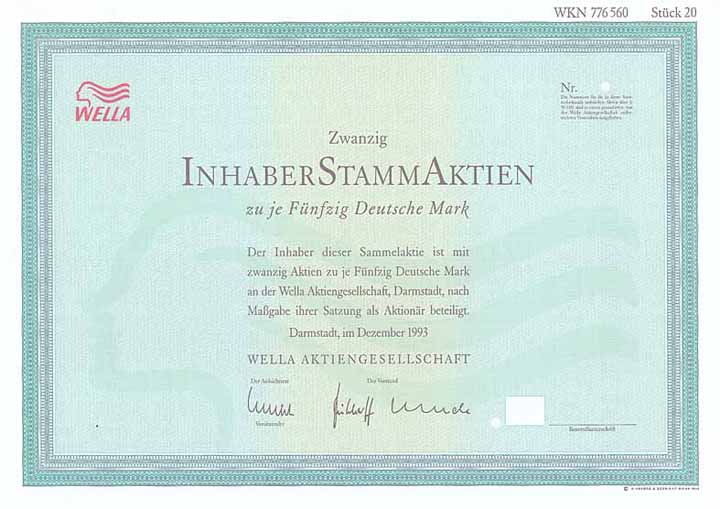 WKN 776 560 Stück 20
WELLA
Nr.
Zwanzig
INHABERSTAMMAKTIEN
zu je Fünfzig Deutsche Mark
Der Inhaber dieser Sammelaktie ist mit
zwanzig Aktien zu je Fünfzig Deutsche Mark
an der Wella Aktiengesellschaft, Darmstadt, nach
Maßgabe ihrer Satzung als Aktionär beteiligt.
Darmstadt, im Dezember 1993
WELLA AKTIENGESELLSCHAFT
Der Aufsichtsrat Der Vorstand
Vorsitzender
Kontrollunterschrift